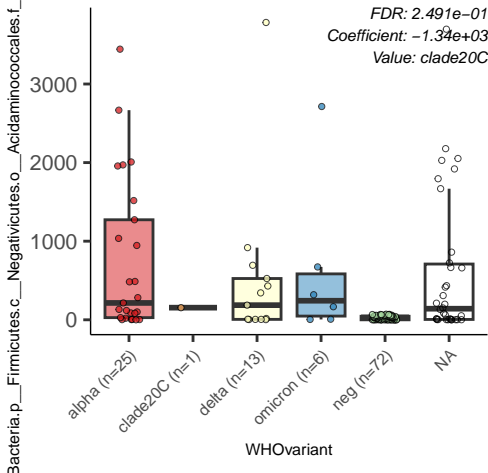 FDR: 2.491e−01
Coefficient: −1.34e+03
Value: clade20C
Bacteria.p__Firmicutes.c__Negativicutes.o__Acidaminococcales.f_
3000
2000
1000
0
alpha (n=25)
clade20C (n=1)
delta (n=13)
omicron (n=6)
neg (n=72)
NA
WHOvariant